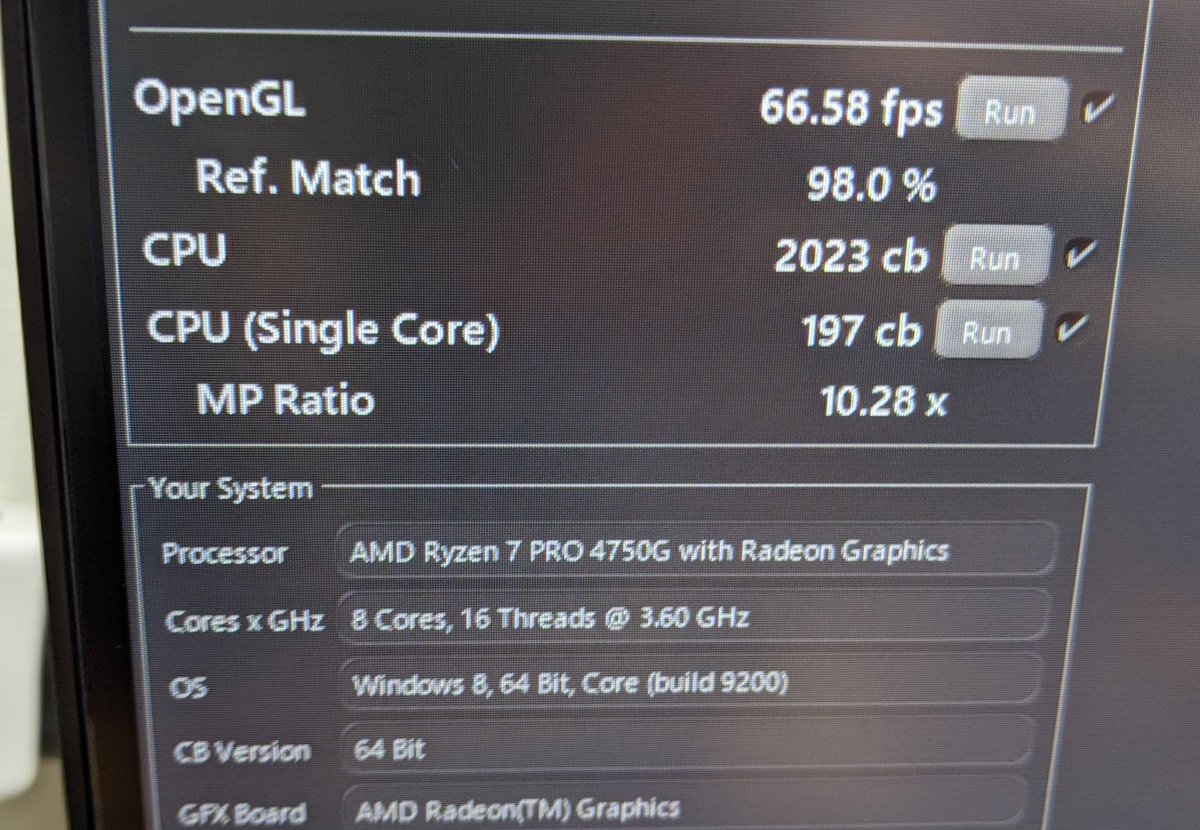 OpenGL 66.58 fps Run
Ref. Match 98.0 %
CPU 2023 cb Run
CPU (Single Core) 197 cb Run
MP Ratio 10.28 x
Your System
Processor AMD Ryzen 7 PRO 4750G with Radeon Graphics
Cores x GHz 8 Cores, 16 Threads @ 3.60 GHz
OS Windows 8, 64 Bit, Core (build 9200)
CB Version 64 Bit
GFX Board AMD Radeon(TM) Graphics